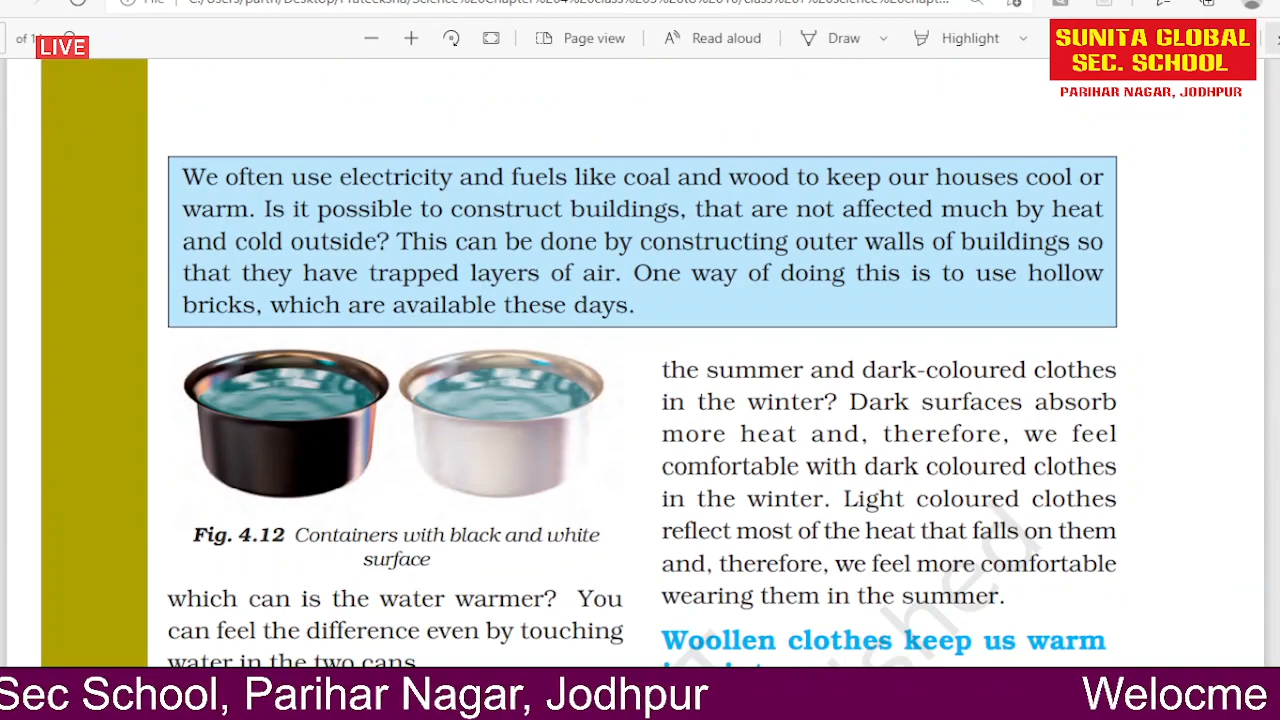 LIVE
Page view
Read aloud
Draw
Highlight
SUNITA GLOBAL
SEC. SCHOOL
PARIHAR NAGAR, JODHPUR
We often use electricity and fuels like coal and wood to keep our houses cool or
warm. Is it possible to construct buildings, that are not affected much by heat
and cold outside? This can be done by constructing outer walls of buildings so
that they have trapped layers of air. One way of doing this is to use hollow
bricks, which are available these days.
Fig. 4.12 Containers with black and white
surface
which can is the water warmer? You
can feel the difference even by touching
water in the two cans.
the summer and dark-coloured clothes
in the winter? Dark surfaces absorb
more heat and, therefore, we feel
comfortable with dark coloured clothes
in the winter. Light coloured clothes
reflect most of the heat that falls on them
and, therefore, we feel more comfortable
wearing them in the summer.
Woollen clothes keep us warm
Sec School, Parihar Nagar, Jodhpur
Welocme